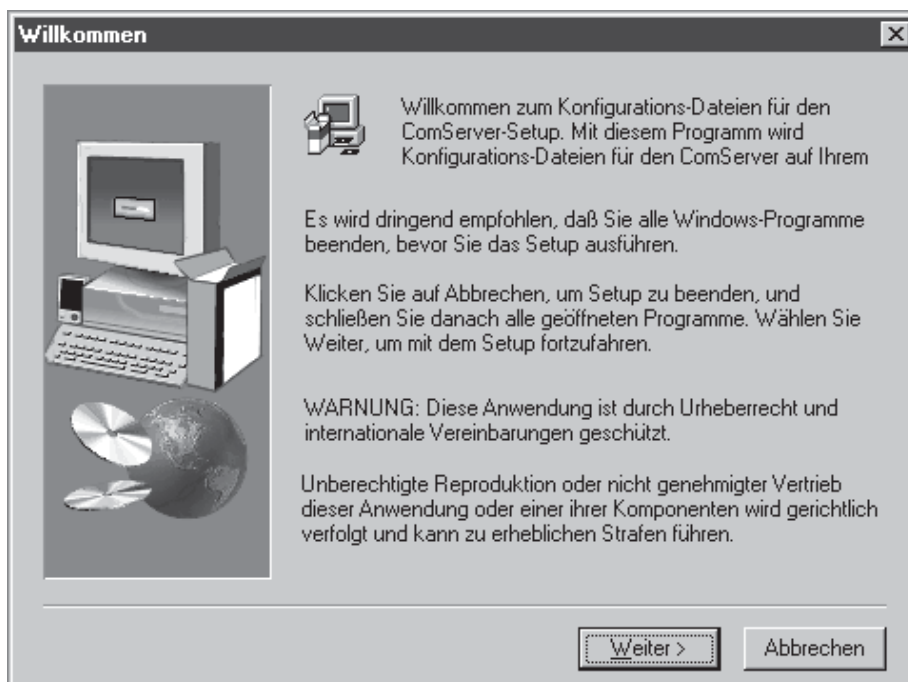 Willkommen
Willkommen zum Konfigurations-Dateien für den
ComServer-Setup. Mit diesem Programm wird
Konfigurations-Dateien für den ComServer auf Ihrem
Es wird dringend empfohlen, daß Sie alle Windows-Programme
beenden, bevor Sie das Setup ausführen.
Klicken Sie auf Abbrechen, um Setup zu beenden, und
schließen Sie danach alle geöffneten Programme. Wählen Sie
Weiter, um mit dem Setup fortzufahren.
WARNUNG: Diese Anwendung ist durch Urheberrecht und
internationale Vereinbarungen geschützt.
Unberechtigte Reproduktion oder nicht genehmigter Vertrieb
dieser Anwendung oder einer ihrer Komponenten wird gerichtlich
verfolgt und kann zu erheblichen Strafen führen.
Weiter >
Abbrechen